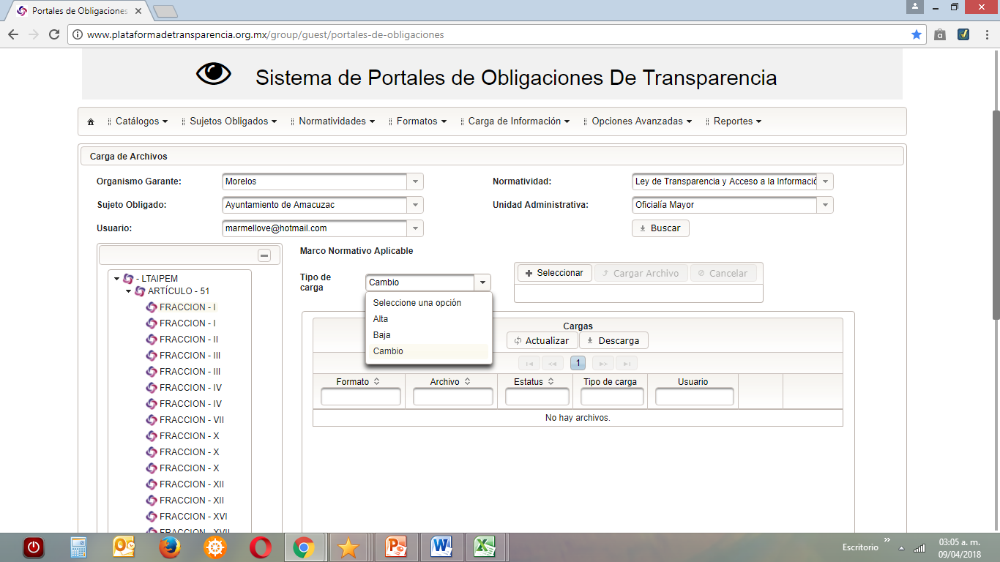 Portales de Obligaciones
www.plataformadetransparencia.org.mx/group/guest/portales-de-obligaciones
Sistema de Portales de Obligaciones De Transparencia
Catálogos Sujetos Obligados Normatividades Formatos Carga de Información Opciones Avanzadas Reportes
Carga de Archivos
Organismo Garante: Morelos Normatividad: Ley de Transparencia y Acceso a la Informació
Sujeto Obligado: Ayuntamiento de Amacuzac Unidad Administrativa: Oficialía Mayor
Usuario: marmellove@hotmail.com Buscar
Marco Normativo Aplicable
Tipo de
carga
Cambio
Seleccione una opción
Alta
Baja
Cambio
Seleccionar Cargar Archivo Cancelar
- LTAIPEM
ARTÍCULO - 51
FRACCION - I
FRACCION - I
FRACCION - II
FRACCION - III
FRACCION - III
FRACCION - IV
FRACCION - IV
FRACCION - VII
FRACCION - X
FRACCION - X
FRACCION - X
FRACCION - XII
FRACCION - XII
FRACCION - XVI
FRACCION - XVII
Cargas
Actualizar Descarga
1
Formato Archivo Estatus Tipo de carga Usuario
No hay archivos.
Escritorio
03:05 a. m.
09/04/2018